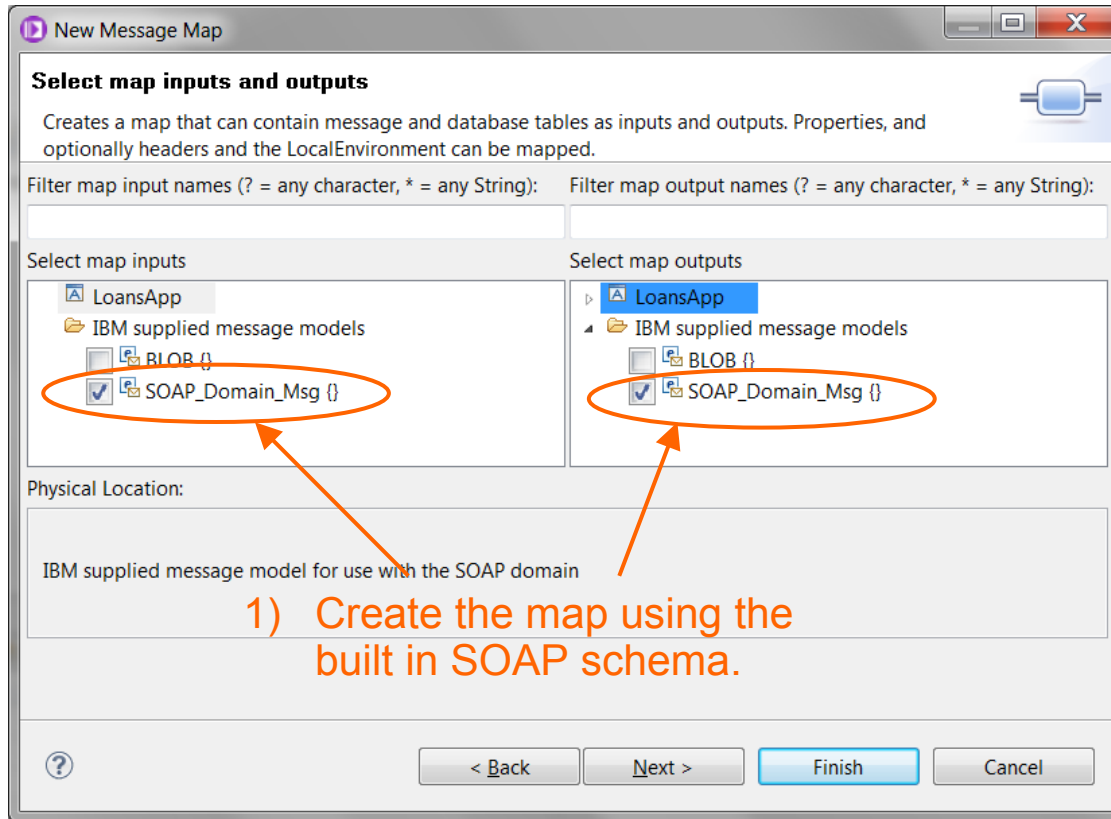 New Message Map
Select map inputs and outputs
Creates a map that can contain message and database tables as inputs and outputs. Properties, and
optionally headers and the LocalEnvironment can be mapped.
Filter map input names (? = any character, * = any String):
Filter map output names (? = any character, * = any String):
Select map inputs
Select map outputs
LoansApp
IBM supplied message models
BLOB {}
SOAP_Domain_Msg {}
LoansApp
IBM supplied message models
BLOB {}
SOAP_Domain_Msg {}
Physical Location:
IBM supplied message model for use with the SOAP domain
1) Create the map using the
built in SOAP schema.
< Back
Next >
Finish
Cancel